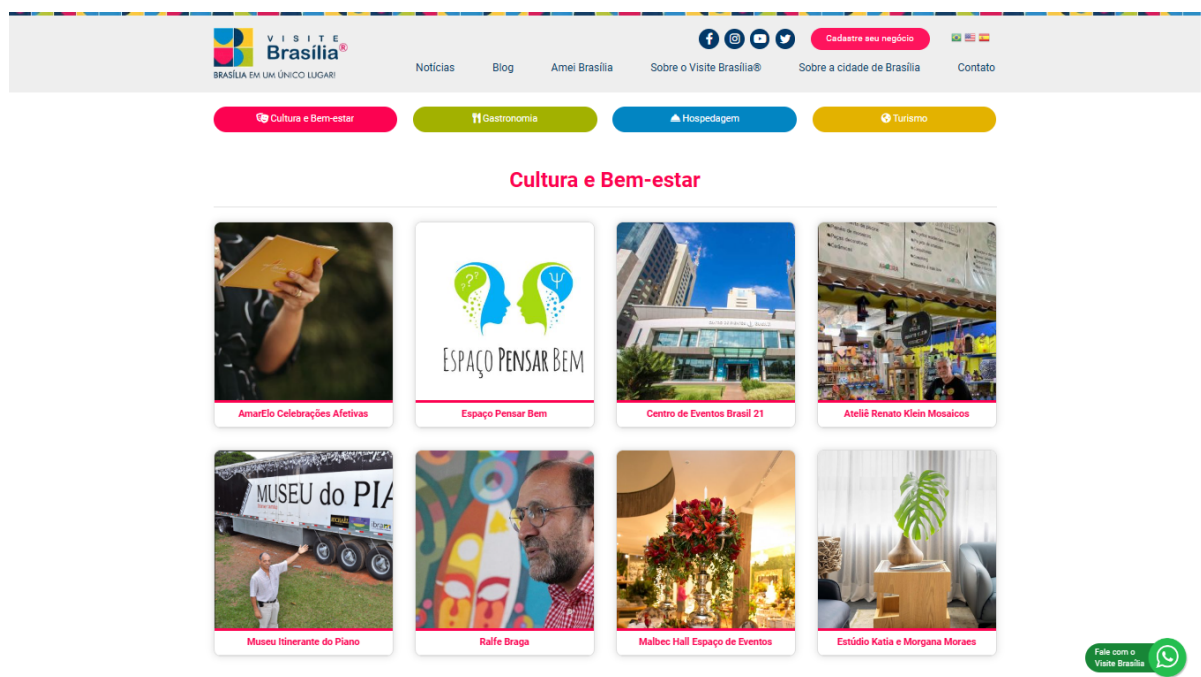 VISITE
Brasília®
BRASÍLIA EM UM ÚNICO LUGAR!
Cadastre seu negócio
Notícias
Blog
Amei Brasília
Sobre o Visite Brasília®
Sobre a cidade de Brasília
Contato
Cultura e Bem-estar
Gastronomia
Hospedagem
Turismo
Cultura e Bem-estar
???
Ψ
ESPAÇO PENSAR BEM
AmarElo Celebrações Afetivas
Espaço Pensar Bem
Centro de Eventos Brasil 21
Ateliê Renato Klein Mosaicos
MUSEU do PIA
Museu Itinerante do Piano
Ralfe Braga
Malbec Hall Espaço de Eventos
Estúdio Katia e Morgana Moraes
Fale com o
Visite Brasília